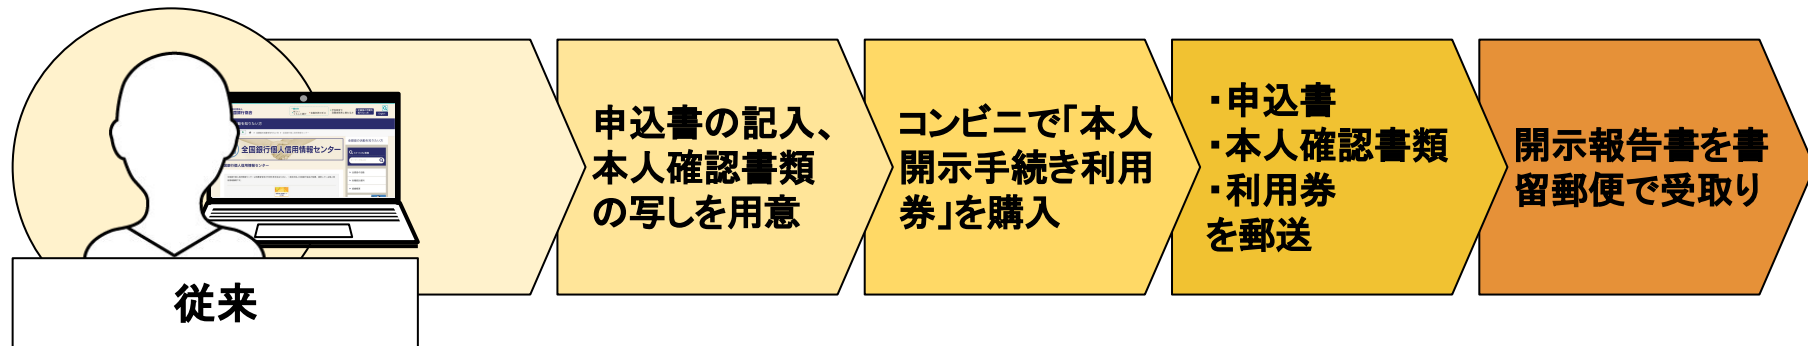 全国銀行個人信用情報センター
従来
申込書の記入、
本人確認書類
の写しを用意
コンビニで「本人
開示手続き利用
券」を購入
・申込書
・本人確認書類
・利用券
を郵送
開示報告書を書
留郵便で受取り